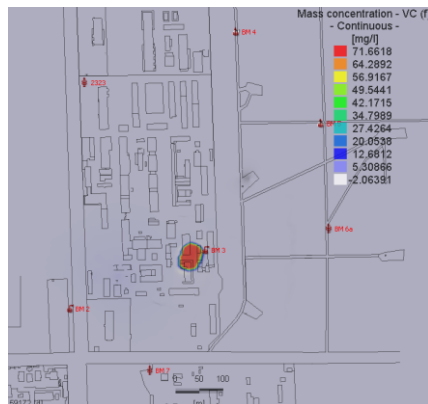 Mass concentration - VC (f
- Continuous -
[mg/l]
71.6618
64.2892
56.9167
49.5441
42.1715
34.7989
27.4264
20.0538
12.6812
5.30866
-2.06391
BM 4
2323
BM 6a
BM 3
BM 2
BM 7
0 50 100